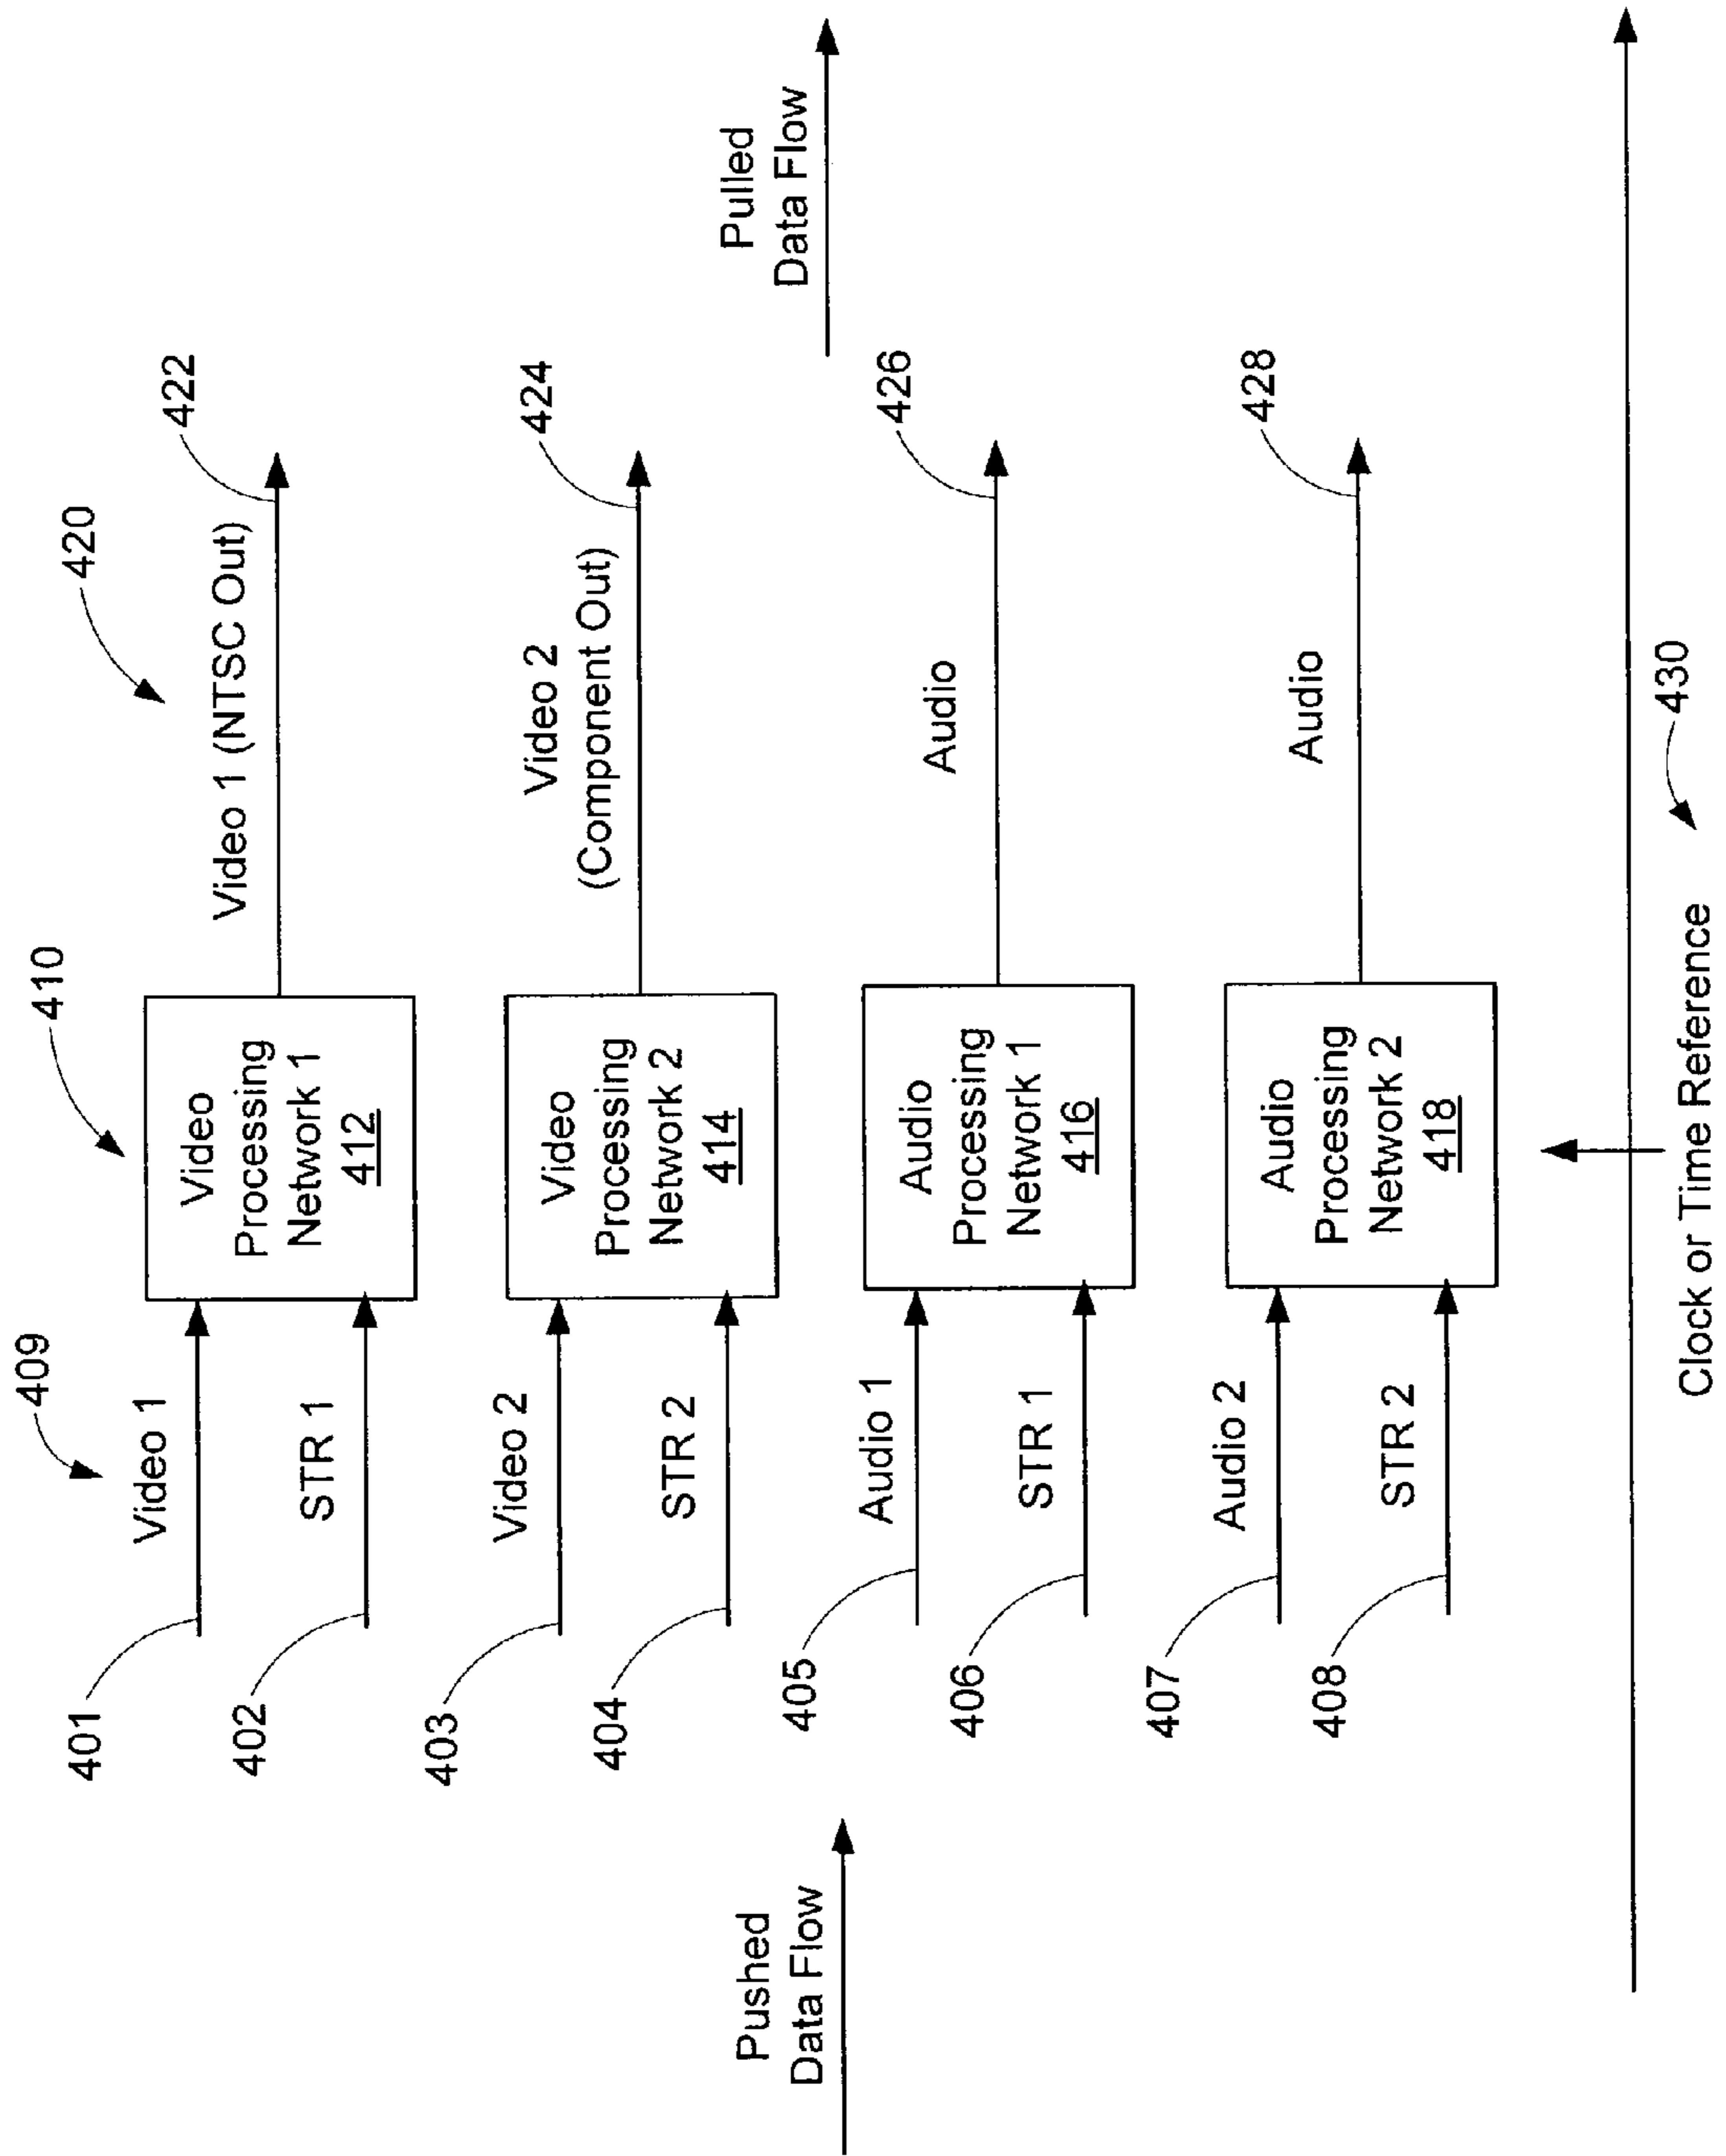 409
410
420
401
Video 1
402
STR 1
Video
Processing
Network 1
412
Video 1 (NTSC Out)
422
403
Video 2
404
STR 2
Video
Processing
Network 2
414
Video 2
(Component Out)
424
Pushed
Data Flow
Pulled
Data Flow
405
Audio 1
406
STR 1
Audio
Processing
Network 1
416
Audio
426
407
Audio 2
408
STR 2
Audio
Processing
Network 2
418
Audio
428
Clock or Time Reference
430